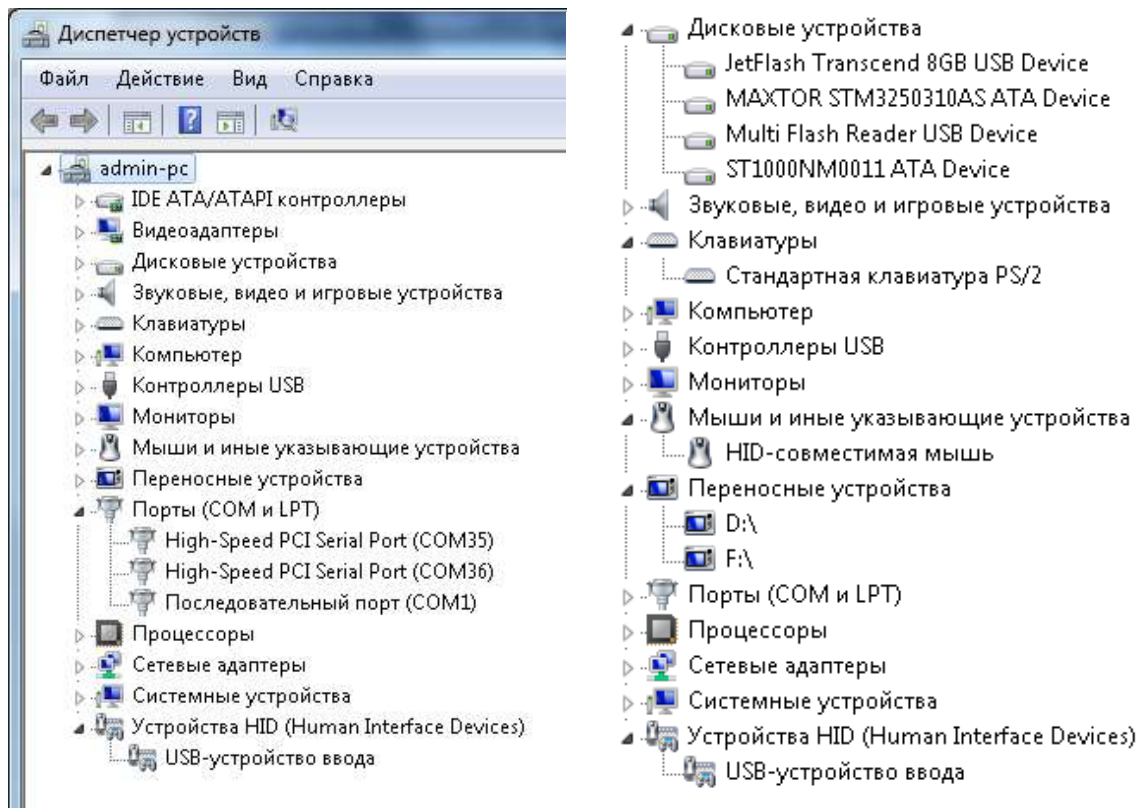 Диспетчер устройств
Файл Действие Вид Справка
admin-pc
IDE ATA/ATAPI контроллеры
Видеоадаптеры
Дисковые устройства
Звуковые, видео и игровые устройства
Клавиатуры
Компьютер
Контроллеры USB
Мониторы
Мыши и иные указывающие устройства
Переносные устройства
Порты (COM и LPT)
High-Speed PCI Serial Port (COM35)
High-Speed PCI Serial Port (COM36)
Последовательный порт (COM1)
Процессоры
Сетевые адаптеры
Системные устройства
Устройства HID (Human Interface Devices)
USB-устройство ввода
Дисковые устройства
JetFlash Transcend 8GB USB Device
MAXTOR STM3250310AS ATA Device
Multi Flash Reader USB Device
ST1000NM0011 ATA Device
Звуковые, видео и игровые устройства
Клавиатуры
Стандартная клавиатура PS/2
Компьютер
Контроллеры USB
Мониторы
Мыши и иные указывающие устройства
HID-совместимая мышь
Переносные устройства
D:\
F:\
Порты (COM и LPT)
Процессоры
Сетевые адаптеры
Системные устройства
Устройства HID (Human Interface Devices)
USB-устройство ввода